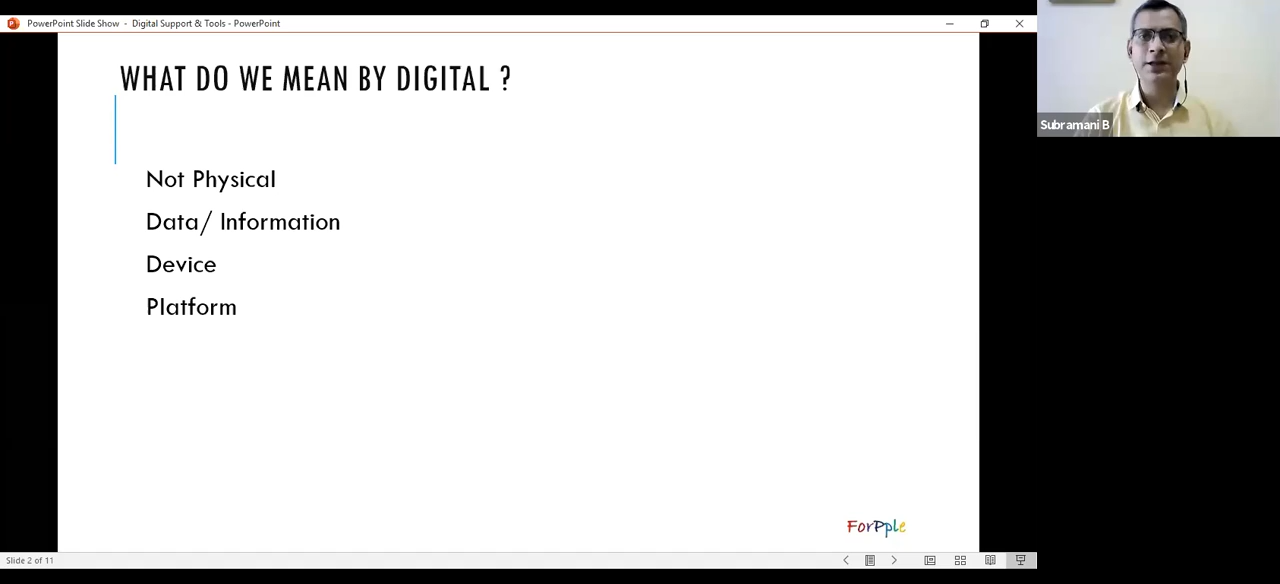 PowerPoint Slide Show - Digital Support & Tools - PowerPoint
WHAT DO WE MEAN BY DIGITAL ?
Not Physical
Data/ Information
Device
Platform
ForPple
Slide 2 of 11
Subramani B